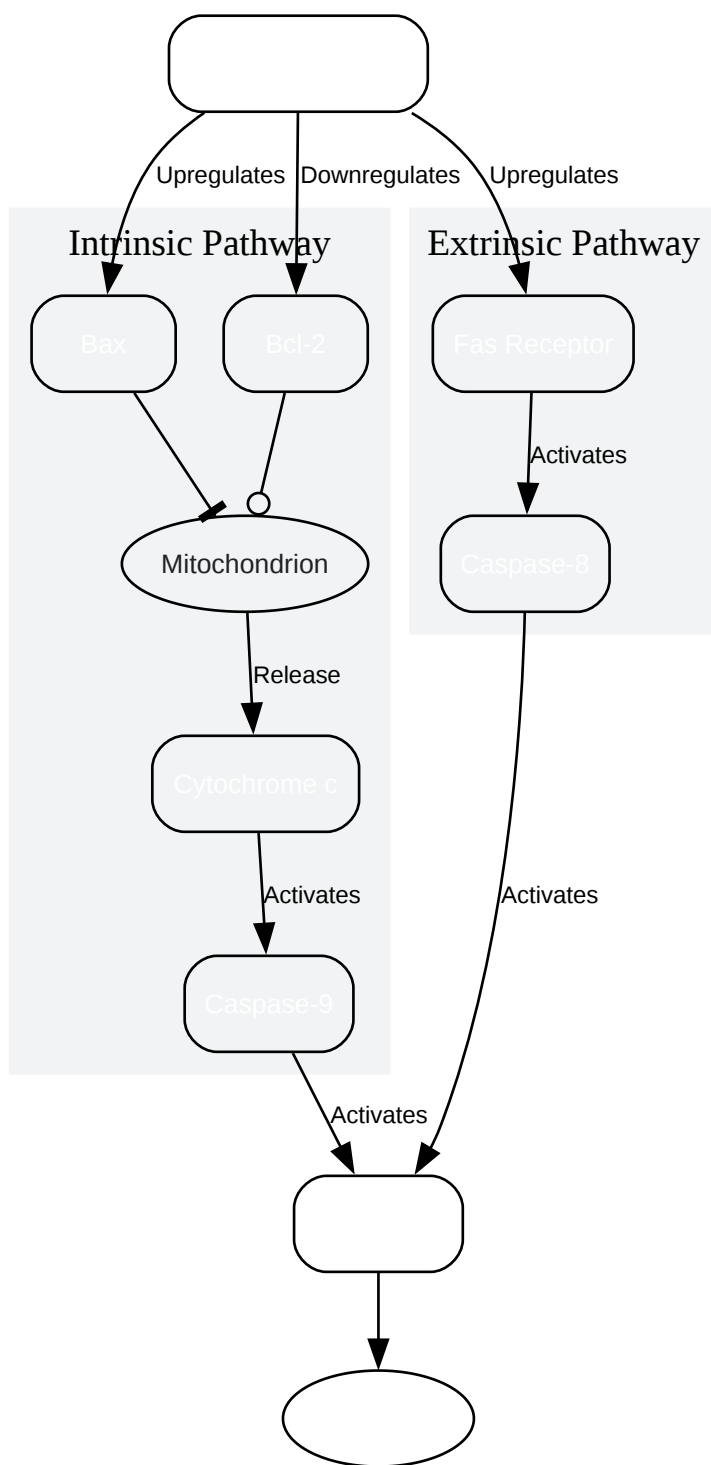 Upregulates
Downregulates
Upregulates
Intrinsic Pathway
Extrinsic Pathway
Bax
Bcl-2
Fas Receptor
Activates
Mitochondrion
Caspase-8
Release
Cytochrome c
Activates
Activates
Caspase-9
Activates